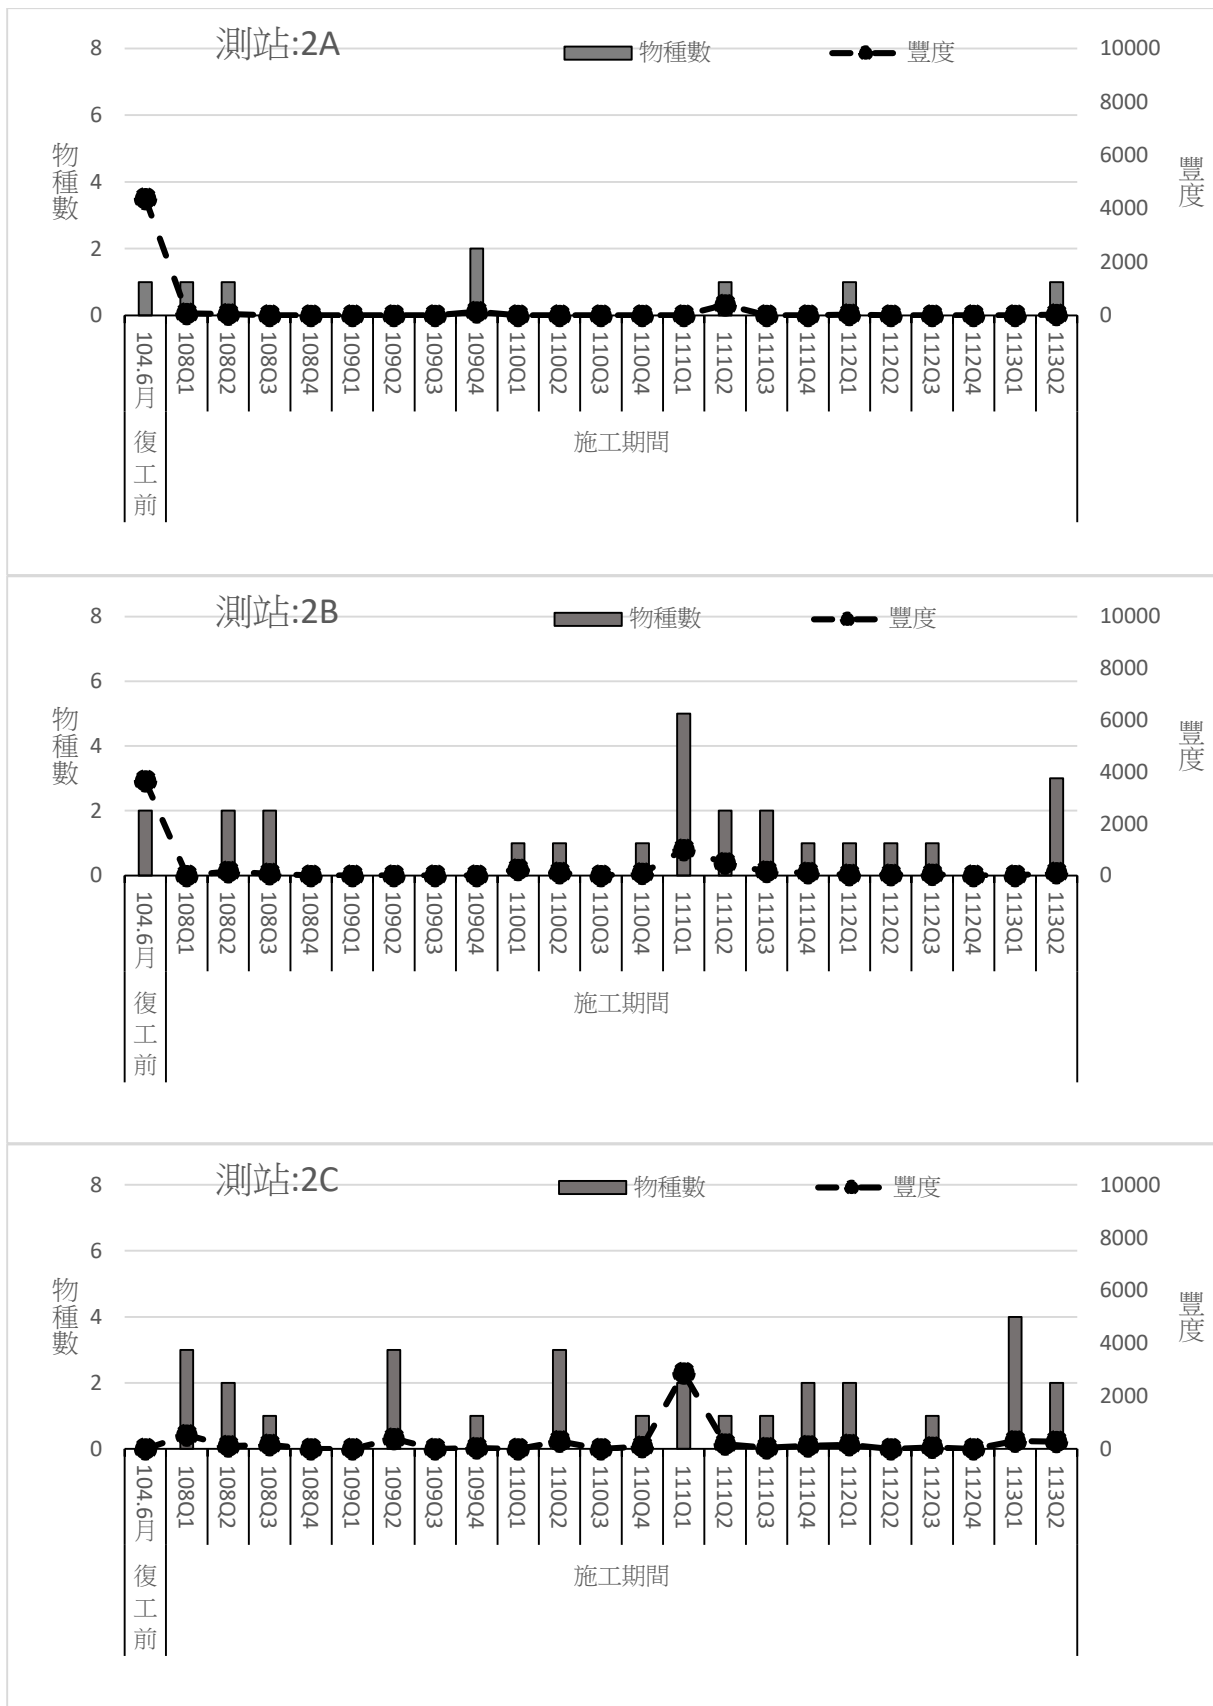 測站:2A
物種數
豐度
8
6
4
2
0
10000
8000
6000
4000
2000
0
物種數
豐度
104.6月
108Q1
108Q2
108Q3
108Q4
109Q1
109Q2
109Q3
109Q4
110Q1
110Q2
110Q3
110Q4
111Q1
111Q2
111Q3
111Q4
112Q1
112Q2
112Q3
112Q4
113Q1
113Q2
復工前
施工期間
測站:2B
物種數
豐度
8
6
4
2
0
10000
8000
6000
4000
2000
0
物種數
豐度
104.6月
108Q1
108Q2
108Q3
108Q4
109Q1
109Q2
109Q3
109Q4
110Q1
110Q2
110Q3
110Q4
111Q1
111Q2
111Q3
111Q4
112Q1
112Q2
112Q3
112Q4
113Q1
113Q2
復工前
施工期間
測站:2C
物種數
豐度
8
6
4
2
0
10000
8000
6000
4000
2000
0
物種數
豐度
104.6月
108Q1
108Q2
108Q3
108Q4
109Q1
109Q2
109Q3
109Q4
110Q1
110Q2
110Q3
110Q4
111Q1
111Q2
111Q3
111Q4
112Q1
112Q2
112Q3
112Q4
113Q1
113Q2
復工前
施工期間